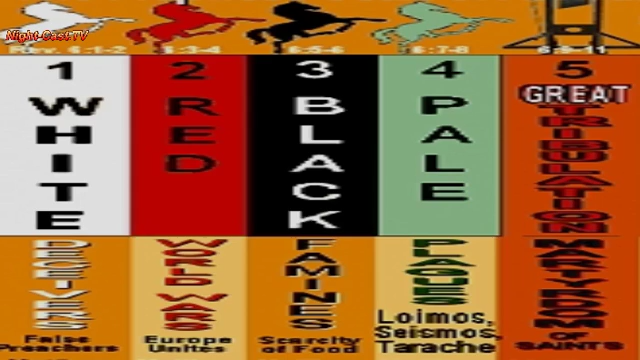 Night-Cast TV
Rev. 6:1-2
6:3-4
6:5-6
6:7-8
6:9-11
1
WHITE
2
RED
3
BLACK
4
PALE
5
GREAT
TRIBULATION
DECEIVERS
False
Preachers
WORLD WARS
Europe
Unites
FAMINES
Scarcity
of Food
PLAGUES
Loimos,
Seismos,
Tarache
MARTYRDOM
OF
SAINTS